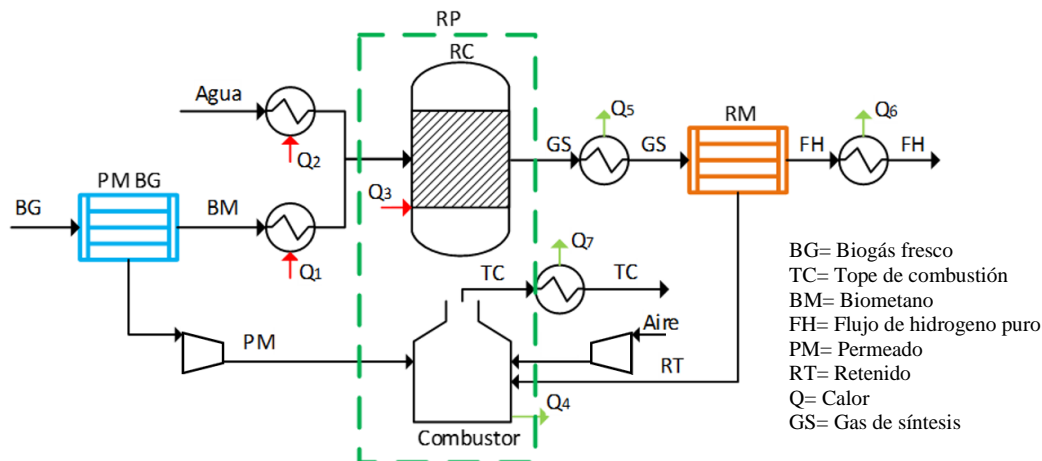 RP
RC
Agua
Q2
Q3
GS
Q5
GS
RM
FH
Q6
FH
PM BG
BG
BM
Q1
TC
Q7
TC
Aire
PM
RT
Q4
Combustor
BG= Biogás fresco
TC= Tope de combustión
BM= Biometano
FH= Flujo de hidrogeno puro
PM= Permeado
RT= Retenido
Q= Calor
GS= Gas de síntesis